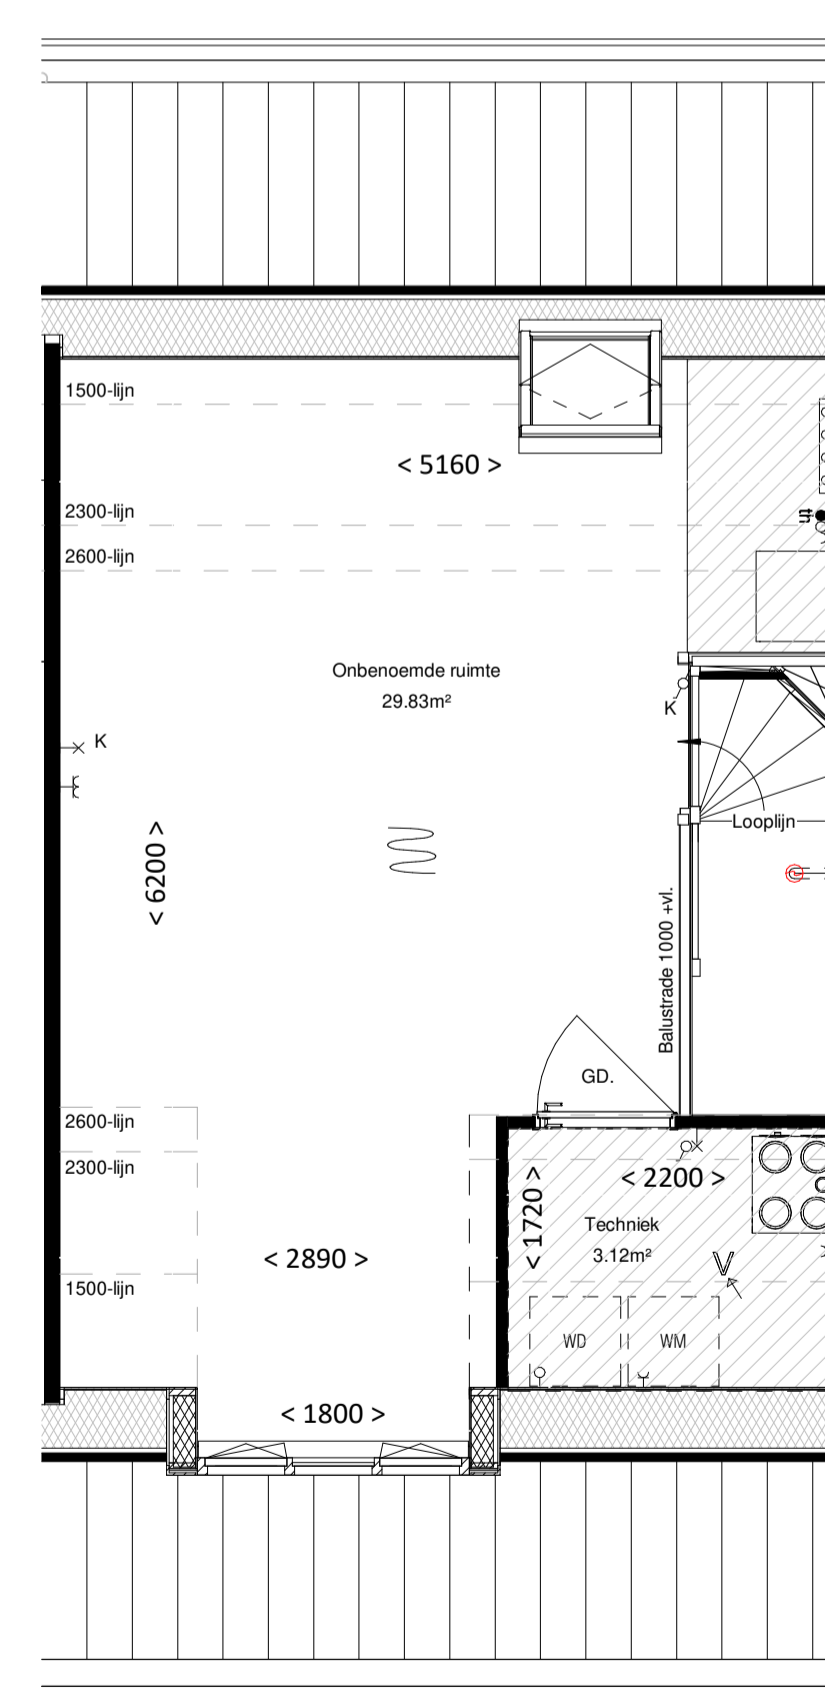 1500-lijn
< 5160 >
2300-lijn
th
2600-lijn
Onbenoemde ruimte
29.83m²
K
K
Looplijn
< 6200 >
Balustrade 1000 +vl.
GD.
2600-lijn
2300-lijn
< 2200 >
< 1720 >
Techniek
3.12m²
< 2890 >
V
1500-lijn
WD
WM
< 1800 >